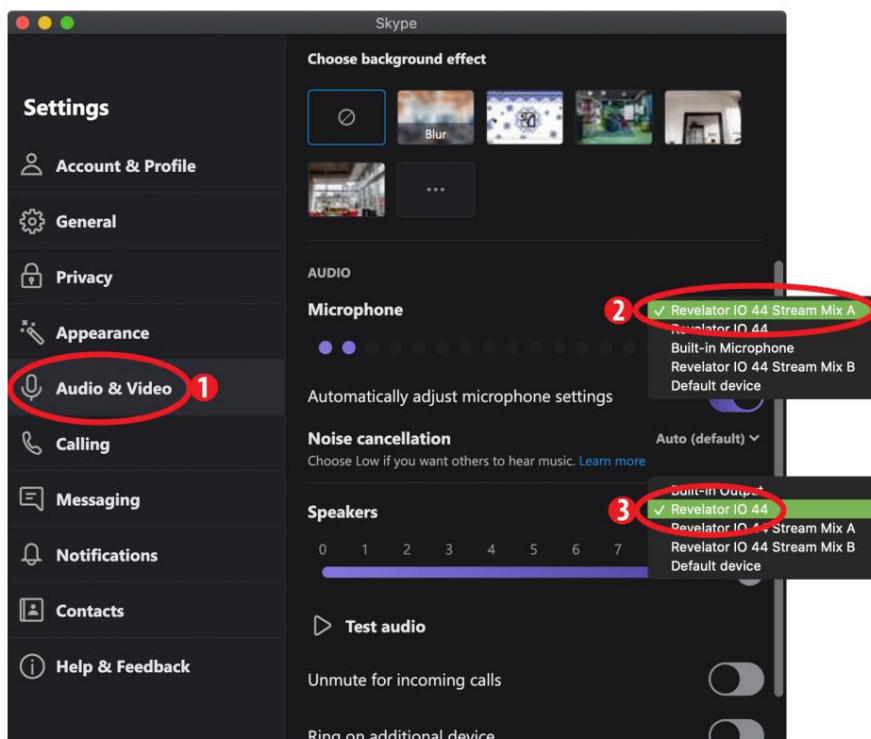 Skype
Choose background effect
Blur
Settings
Account & Profile
General
Privacy
Appearance
Audio & Video
1
Calling
Messaging
Notifications
Contacts
Help & Feedback
AUDIO
Microphone
2
✓ Revelator IO 44 Stream Mix A
Revelator IO 44
Built-in Microphone
Revelator IO 44 Stream Mix B
Default device
Automatically adjust microphone settings
Noise cancellation
Auto (default)
Choose Low if you want others to hear music. Learn more
Speakers
3
Built-in Output
✓ Revelator IO 44
Revelator IO 44 Stream Mix A
Revelator IO 44 Stream Mix B
Default device
0 1 2 3 4 5 6 7
Test audio
Unmute for incoming calls
Ring on additional device